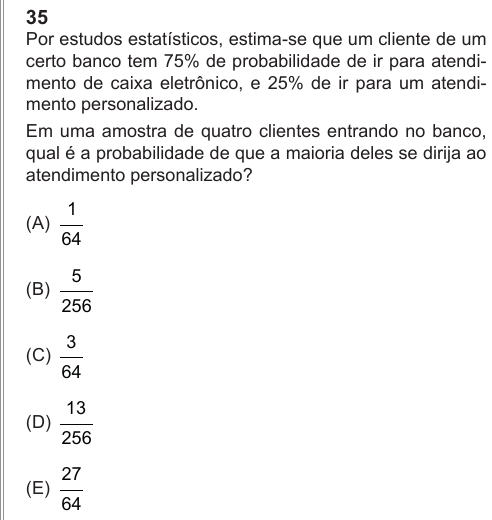 35
Por estudos estatísticos, estima-se que um cliente de um
certo banco tem 75% de probabilidade de ir para atendi-
mento de caixa eletrônico, e 25% de ir para um atendi-
mento personalizado.
Em uma amostra de quatro clientes entrando no banco,
qual é a probabilidade de que a maioria deles se dirija ao
atendimento personalizado?
(A) 1/64
(B) 5/256
(C) 3/64
(D) 13/256
(E) 27/64